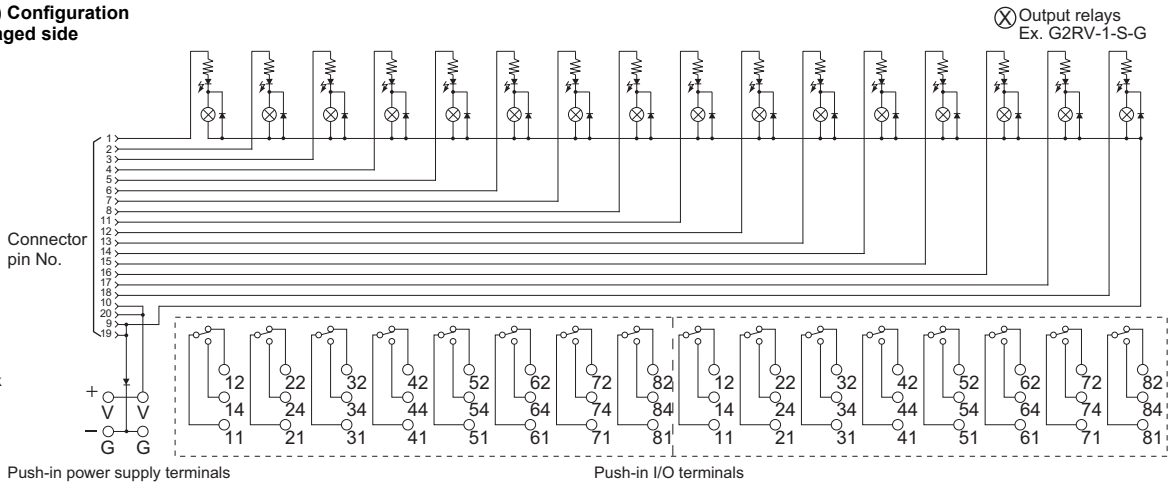 Configuration
side
Output relays
Ex. G2RV-1-S-G
1
2
3
4
5
6
7
8
11
12
13
14
15
16
17
18
10
20
9
19
Connector
pin No.
+ V V
− G G
12 22 32 42 52 62 72 82 12 22 32 42 52 62 72 82
14 24 34 44 54 64 74 84 14 24 34 44 54 64 74 84
11 21 31 41 51 61 71 81 11 21 31 41 51 61 71 81
Push-in power supply terminals
Push-in I/O terminals